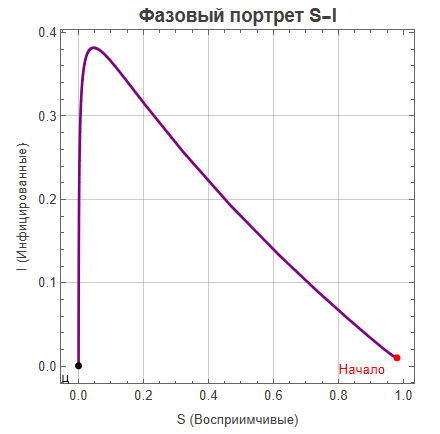 Фазовый портрет S-I
I (Инфицированные)
0.4
0.3
0.2
0.1
0.0
Начало
ц
0.0 0.2 0.4 0.6 0.8 1.0
S (Восприимчивые)